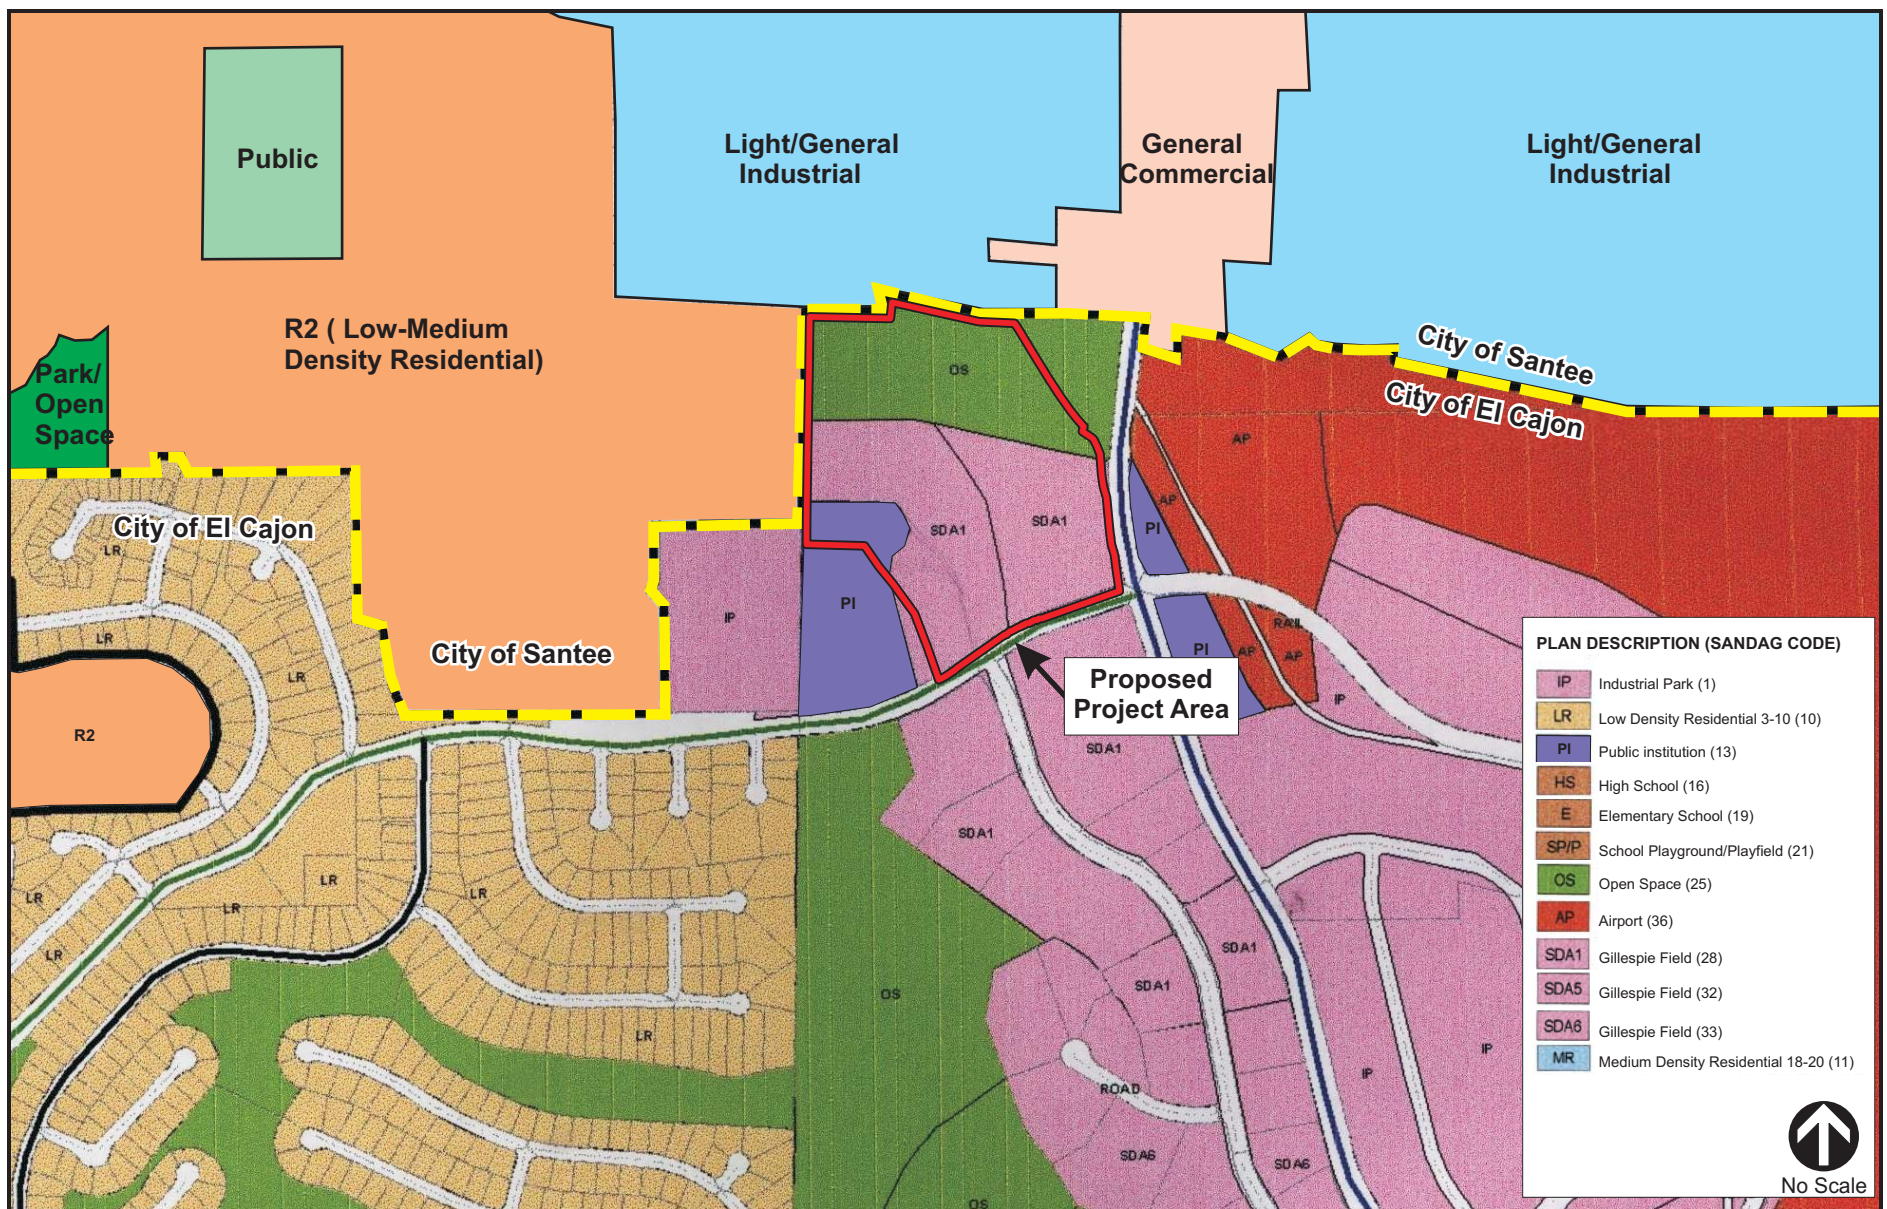 Public
Light/General
Industrial
General
Commercial
Light/General
Industrial
R2 ( Low-Medium
Density Residential)
Park/
Open
Space
City of Santee
City of El Cajon
OS
AP
AP
City of El Cajon
LR
SDA1
SDA1
PI
PI
IP
LR
City of Santee
RAIL
PI
AP
AP
LR
IP
Proposed
Project Area
R2
SDA1
SDA1
LR
LR
LR
LR
LR
SDA1
OS
SDA1
LR
IP
IP
ROAD
SDA6
SDA6
OS
PLAN DESCRIPTION (SANDAG CODE)
IP Industrial Park (1)
LR Low Density Residential 3-10 (10)
PI Public institution (13)
HS High School (16)
E Elementary School (19)
SP/P School Playground/Playfield (21)
OS Open Space (25)
AP Airport (36)
SDA1 Gillespie Field (28)
SDA5 Gillespie Field (32)
SDA6 Gillespie Field (33)
MR Medium Density Residential 18-20 (11)
No Scale